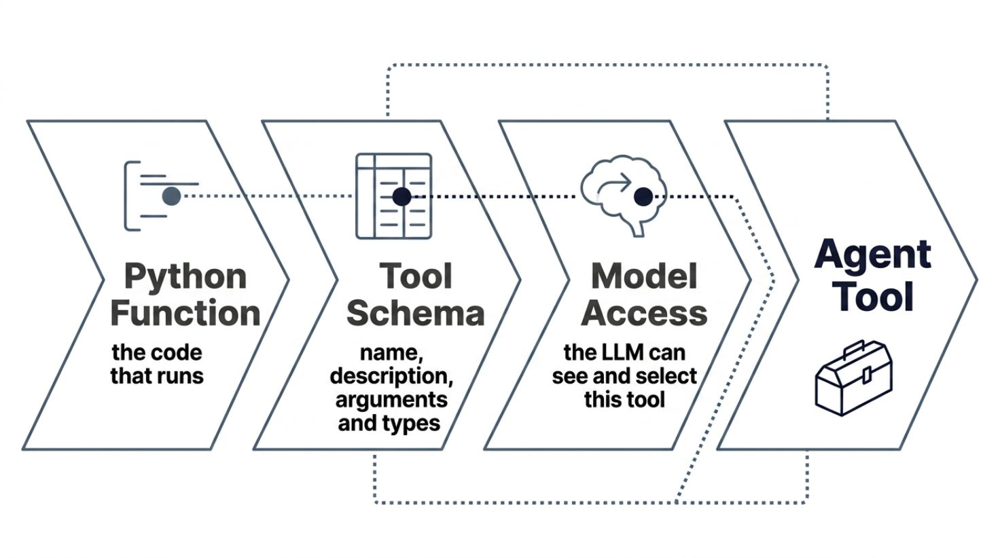 Python
Function
the code
that runs
Tool
Schema
name,
description,
arguments
and types
Model
Access
the LLM can
see and select
this tool
Agent
Tool